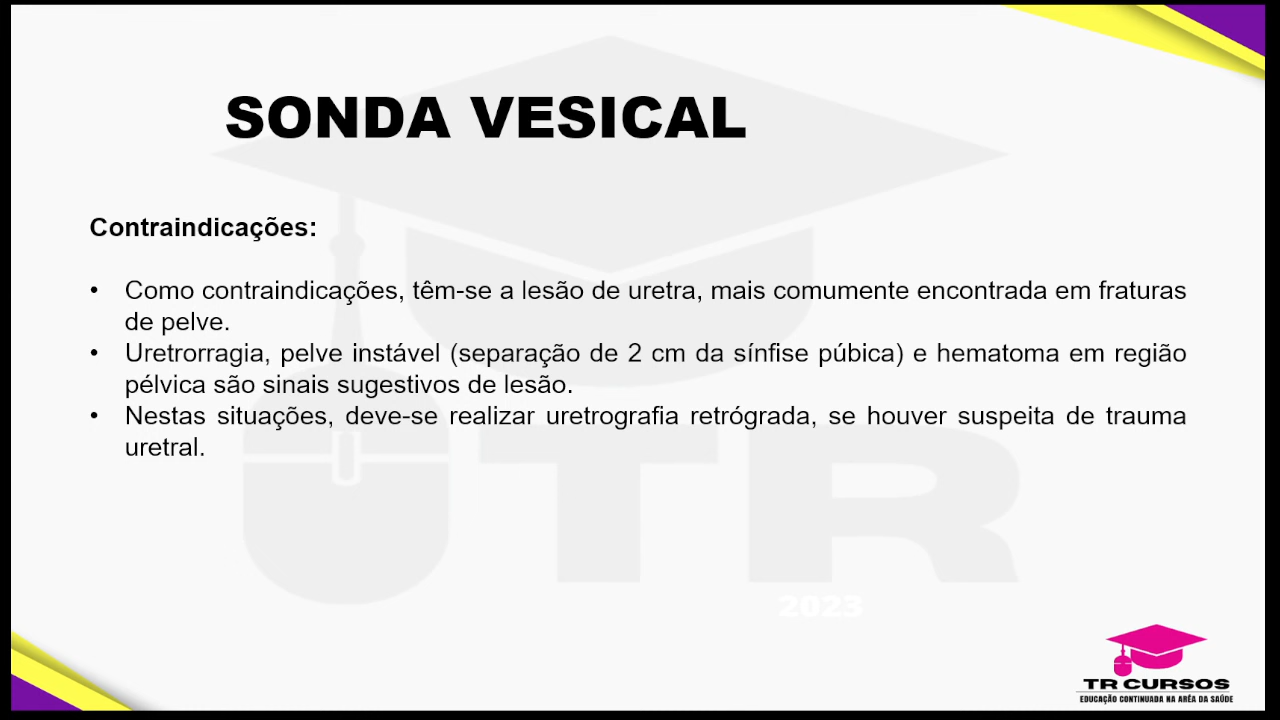 SONDA VESICAL
Contraindicações:
• Como contraindicações, têm-se a lesão de uretra, mais comumente encontrada em fraturas
de pelve.
• Uretrorragia, pelve instável (separação de 2 cm da sínfise púbica) e hematoma em região
pélvica são sinais sugestivos de lesão.
• Nestas situações, deve-se realizar uretrografia retrógrada, se houver suspeita de trauma
uretral.
TR
2023
TR CURSOS
EDUCAÇÃO CONTINUADA NA ARÊA DA SAÚDE